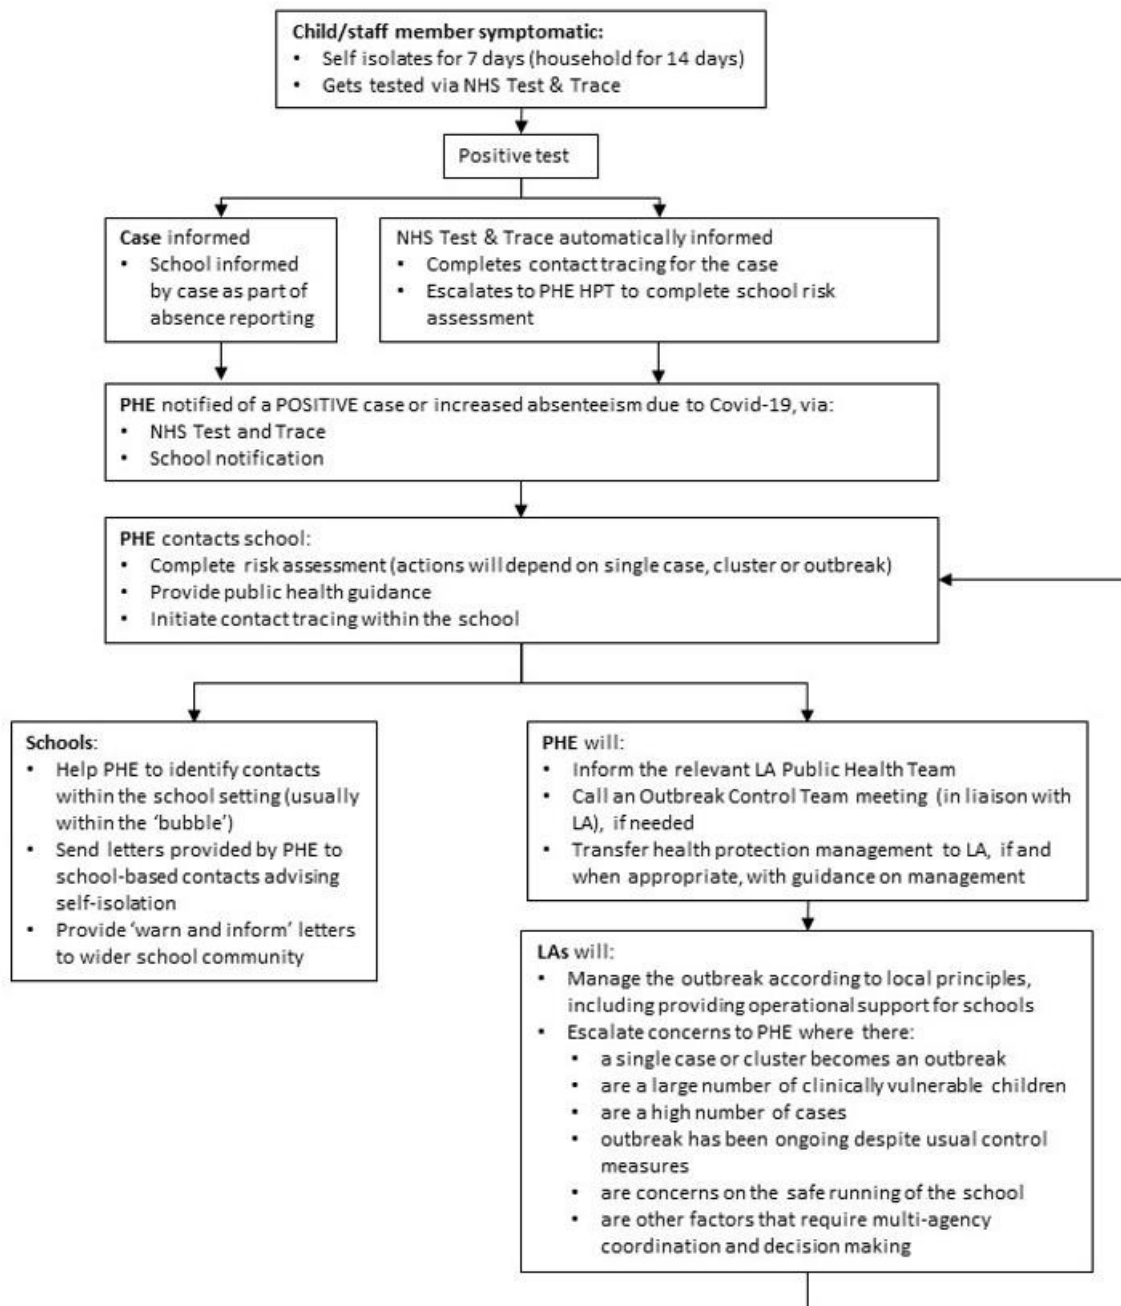 Child/staff member symptomatic:
• Self isolates for 7 days (household for 14 days)
• Gets tested via NHS Test & Trace
Positive test
Case informed
• School informed
by case as part of
absence reporting
NHS Test & Trace automatically informed
• Completes contact tracing for the case
• Escalates to PHE HPT to complete school risk
assessment
PHE notified of a POSITIVE case or increased absenteeism due to Covid-19, via:
• NHS Test and Trace
• School notification
PHE contacts school:
• Complete risk assessment (actions will depend on single case, cluster or outbreak)
• Provide public health guidance
• Initiate contact tracing within the school
Schools:
• Help PHE to identify contacts
within the school setting (usually
within the ‘bubble’)
• Send letters provided by PHE to
school-based contacts advising
self-isolation
• Provide ‘warn and inform’ letters
to wider school community
PHE will:
• Inform the relevant LA Public Health Team
• Call an Outbreak Control Team meeting (in liaison with
LA), if needed
• Transfer health protection management to LA, if and
when appropriate, with guidance on management
LAs will:
• Manage the outbreak according to local principles,
including providing operational support for schools
• Escalate concerns to PHE where there:
• a single case or cluster becomes an outbreak
• are a large number of clinically vulnerable children
• are a high number of cases
• outbreak has been ongoing despite usual control
measures
• are concerns on the safe running of the school
• are other factors that require multi-agency
coordination and decision making